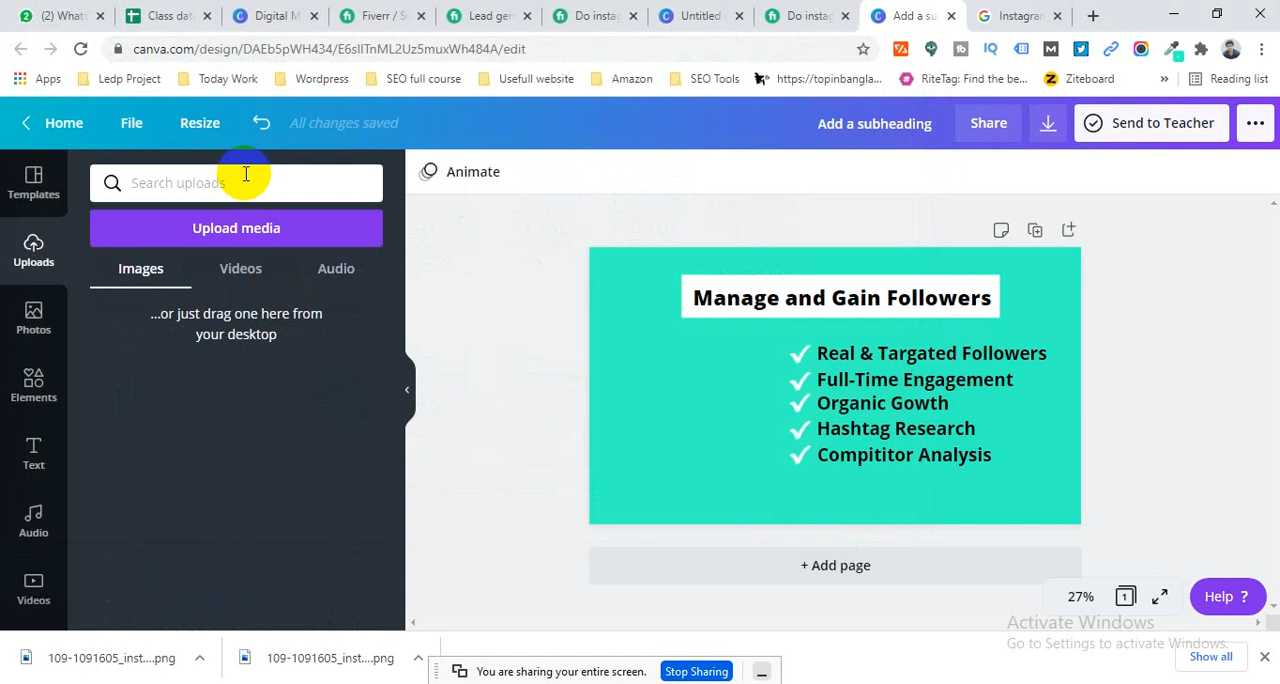 (2) Whats
Class dat
Digital M
Fiverr / S
Lead ger
Do instag
Untitled
Do instag
Add a su
Instagran
canva.com/design/DAEb5pWH434/E6sIITnML2Uz5muxWh484A/edit
Apps
Ledp Project
Today Work
Wordpress
SEO full course
Usefull website
Amazon
SEO Tools
https://topinbangla...
RiteTag: Find the be...
Ziteboard
»
Reading list
Home
File
Resize
All changes saved
Add a subheading
Share
Send to Teacher
Templates
Uploads
Photos
Elements
Text
Audio
Videos
Search uploads
Upload media
Images
Videos
Audio
...or just drag one here from
your desktop
Animate
Manage and Gain Followers
Real & Targated Followers
Full-Time Engagement
Organic Gowth
Hashtag Research
Compititor Analysis
+ Add page
27%
1
Help ?
Activate Windows
Go to Settings to activate Windows.
109-1091605_inst....png
109-1091605_inst....png
You are sharing your entire screen.
Stop Sharing
Show all